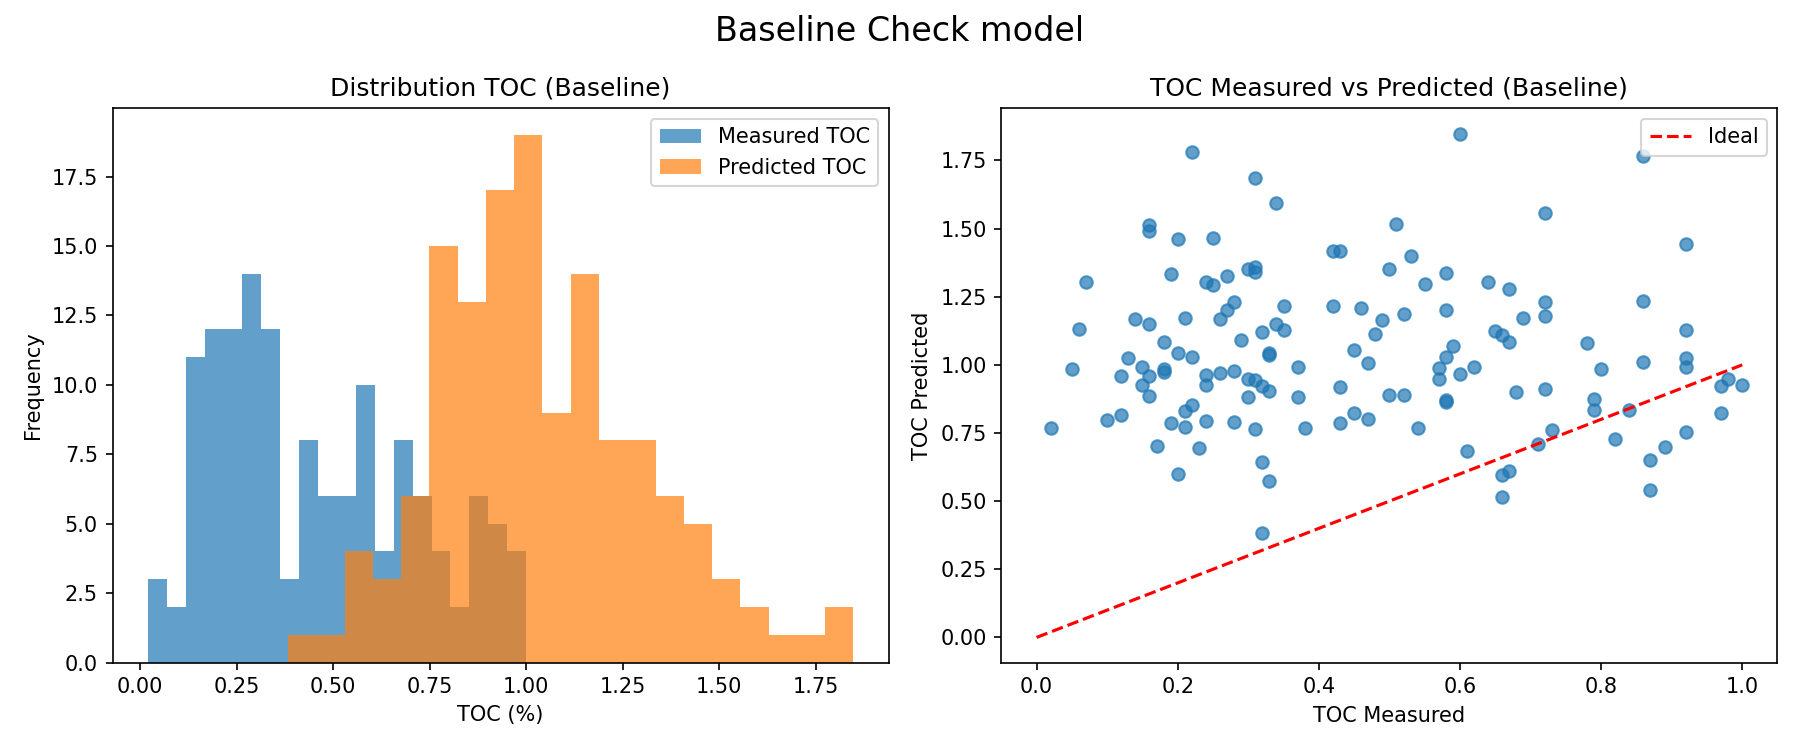 Baseline Check model
Distribution TOC (Baseline)
Measured TOC
Predicted TOC
Frequency
17.5
15.0
12.5
10.0
7.5
5.0
2.5
0.0
0.00 0.25 0.50 0.75 1.00 1.25 1.50 1.75
TOC (%)
TOC Measured vs Predicted (Baseline)
Ideal
TOC Predicted
1.75
1.50
1.25
1.00
0.75
0.50
0.25
0.00
0.0 0.2 0.4 0.6 0.8 1.0
TOC Measured